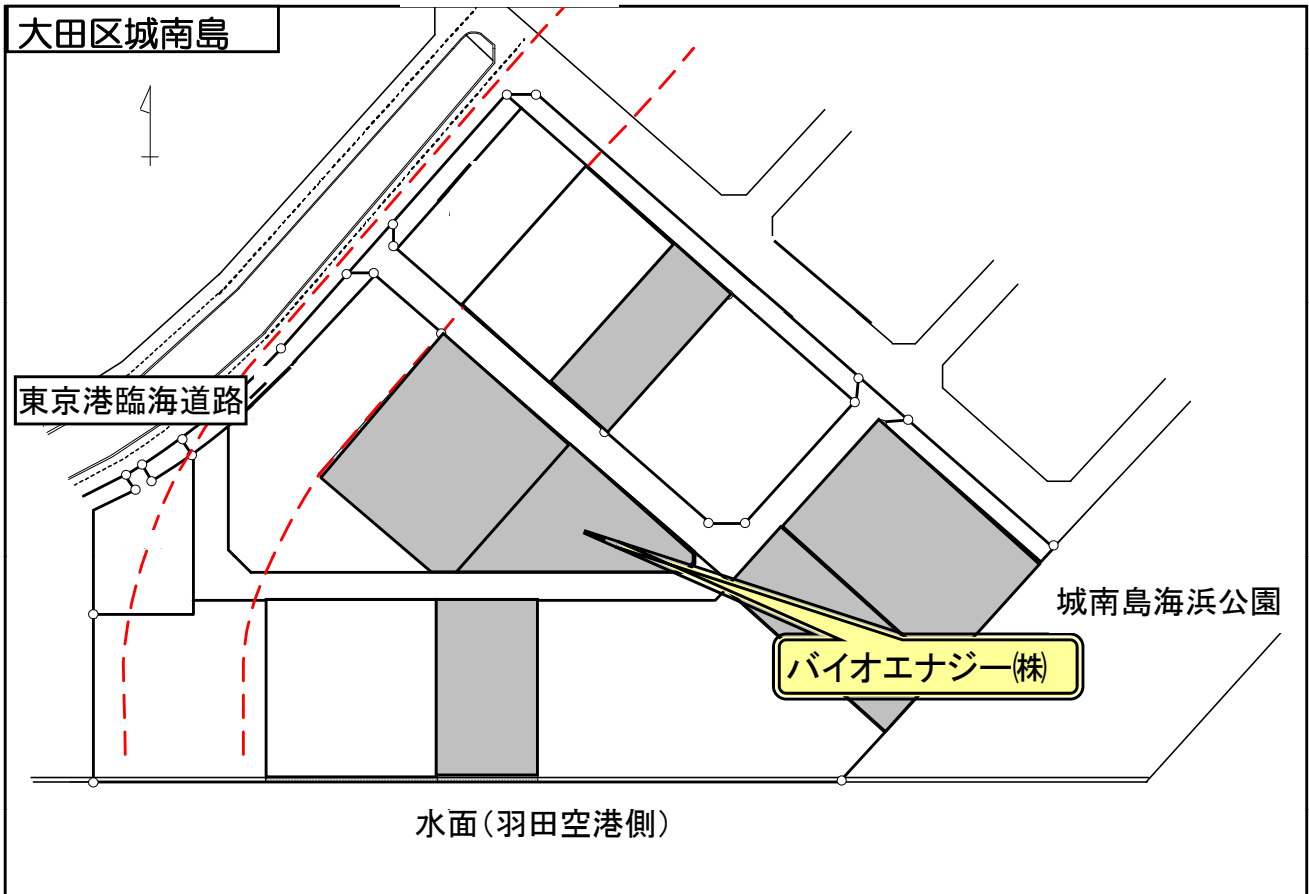 大田区城南島
東京港臨海道路
城南島海浜公園
バイオエナジー㈱
水面（羽田空港側）